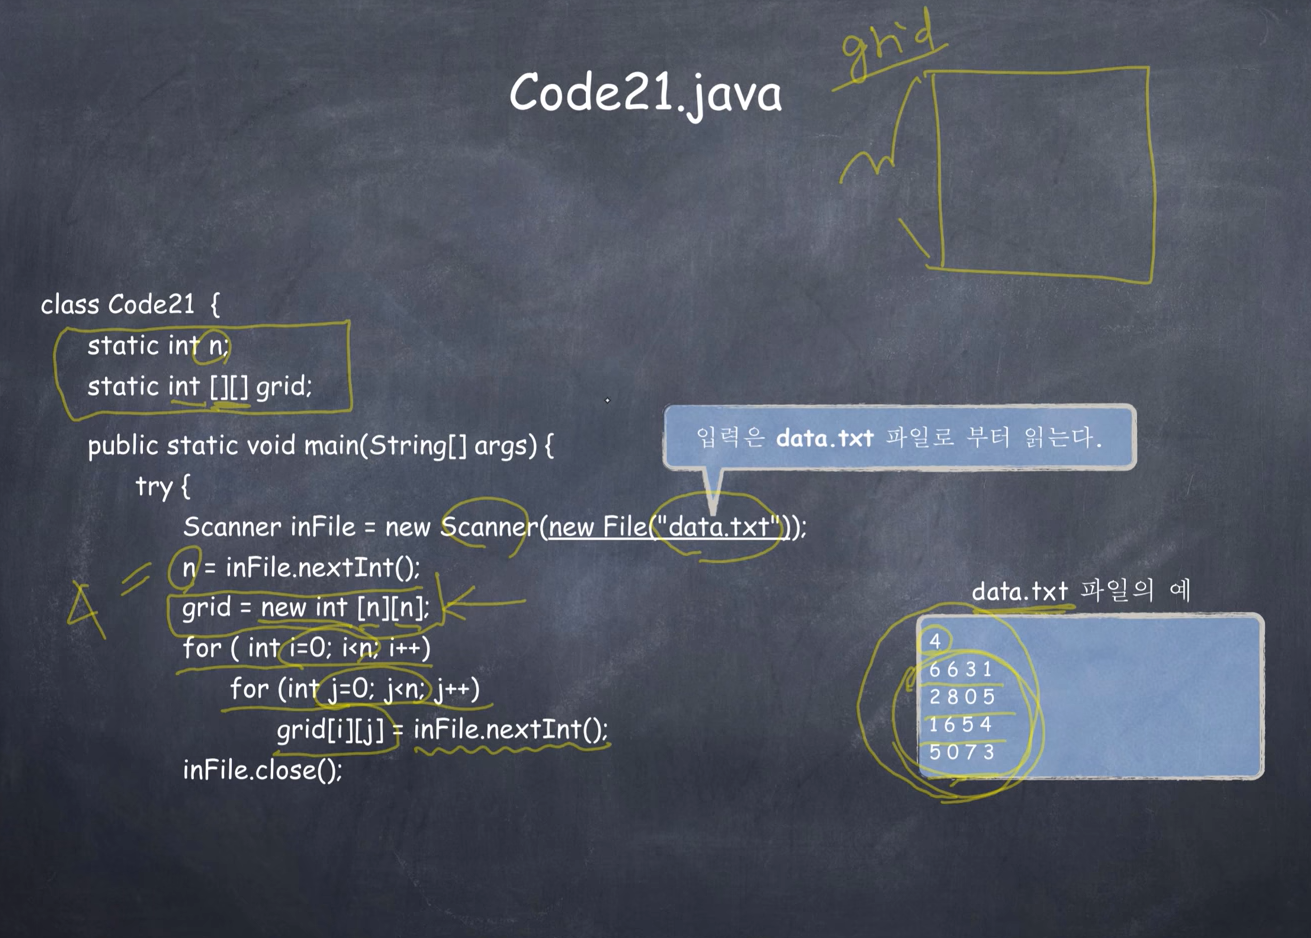 grid
Code21.java
n
class Code21 {
static int n;
static int [][] grid;
public static void main(String[] args) {
try {
입력은 data.txt 파일로 부터 읽는다.
Scanner inFile = new Scanner(new File("data.txt"));
n = inFile.nextInt();
4 =
grid = new int [n][n];
for ( int i=0; i<n; i++)
for (int j=0; j<n; j++)
grid[i][j] = inFile.nextInt();
inFile.close();
data.txt 파일의 예
4
6 6 3 1
2 8 0 5
1 6 5 4
5 0 7 3